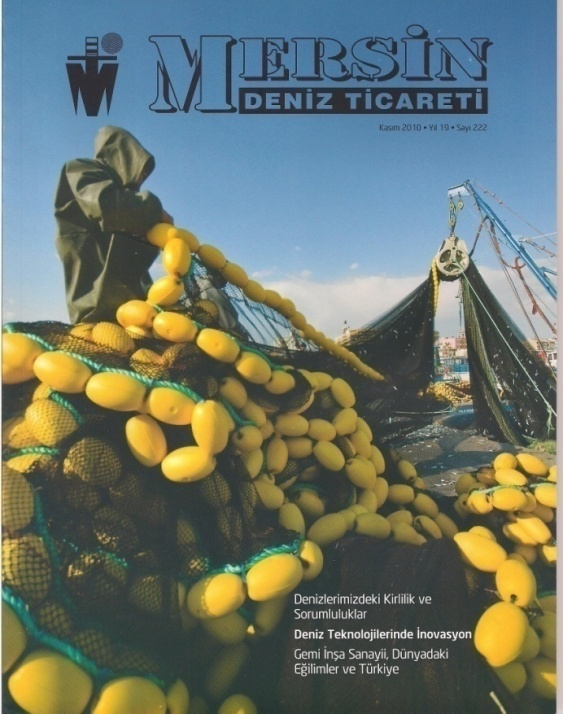 MERSİN
DENİZ TİCARETİ
Kasım 2010 • Yıl 19 • Sayı 222
Denizlerimizdeki Kirlilik ve
Sorumluluklar
Deniz Teknolojilerinde İnovasyon
Gemi İnşa Sanayii, Dünyadaki
Eğilimler ve Türkiye